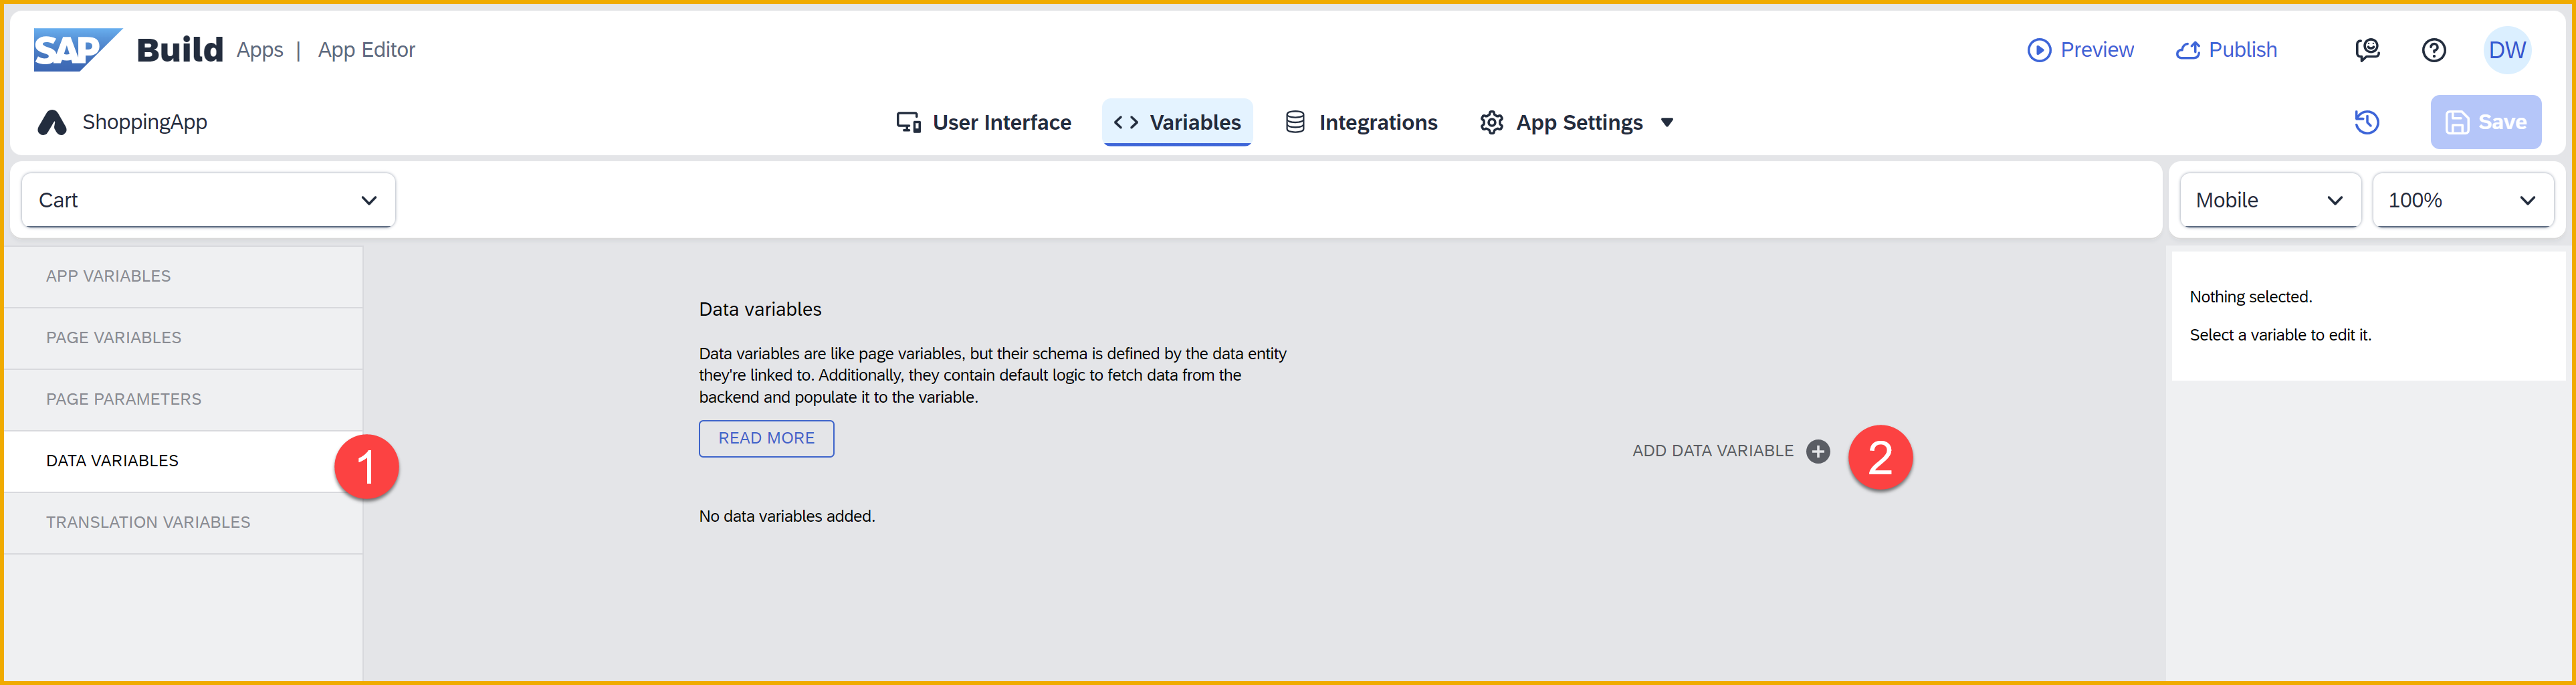 SAP Build Apps | App Editor
Preview
Publish
DW
ShoppingApp
User Interface
Variables
Integrations
App Settings
Save
Cart
Mobile
100%
APP VARIABLES
PAGE VARIABLES
PAGE PARAMETERS
DATA VARIABLES
1
TRANSLATION VARIABLES
Data variables
Data variables are like page variables, but their schema is defined by the data entity
they're linked to. Additionally, they contain default logic to fetch data from the
backend and populate it to the variable.
READ MORE
ADD DATA VARIABLE
2
No data variables added.
Nothing selected.
Select a variable to edit it.